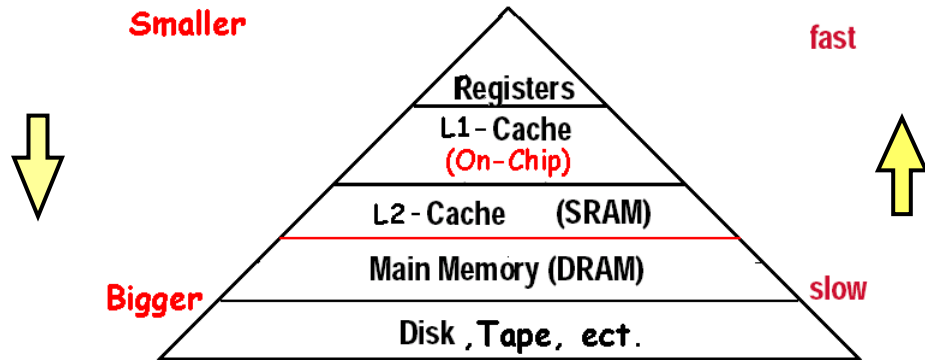 Smaller
fast
Registers
L1-Cache
(On-Chip)
L2-Cache (SRAM)
Main Memory (DRAM)
Bigger
slow
Disk ,Tape, ect.